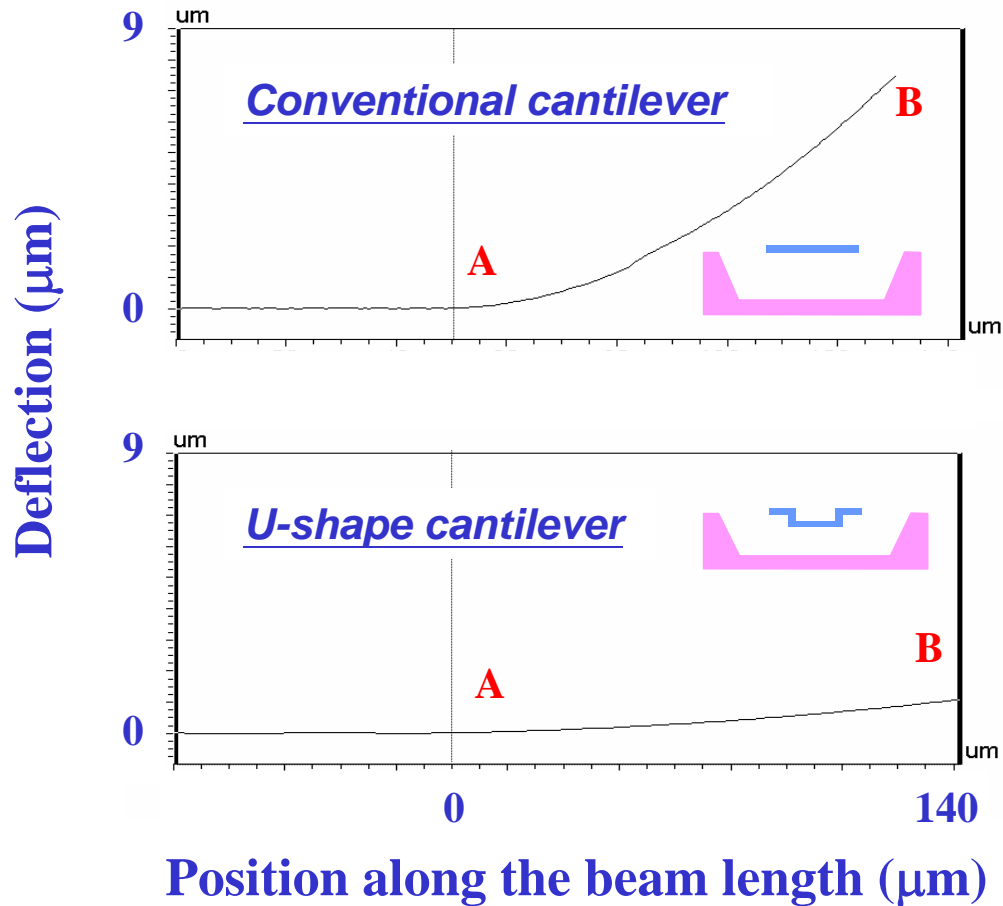 um
9
Conventional cantilever
B
A
0
um
Deflection (μm)
um
9
U-shape cantilever
B
A
0
um
0
140
Position along the beam length (μm)